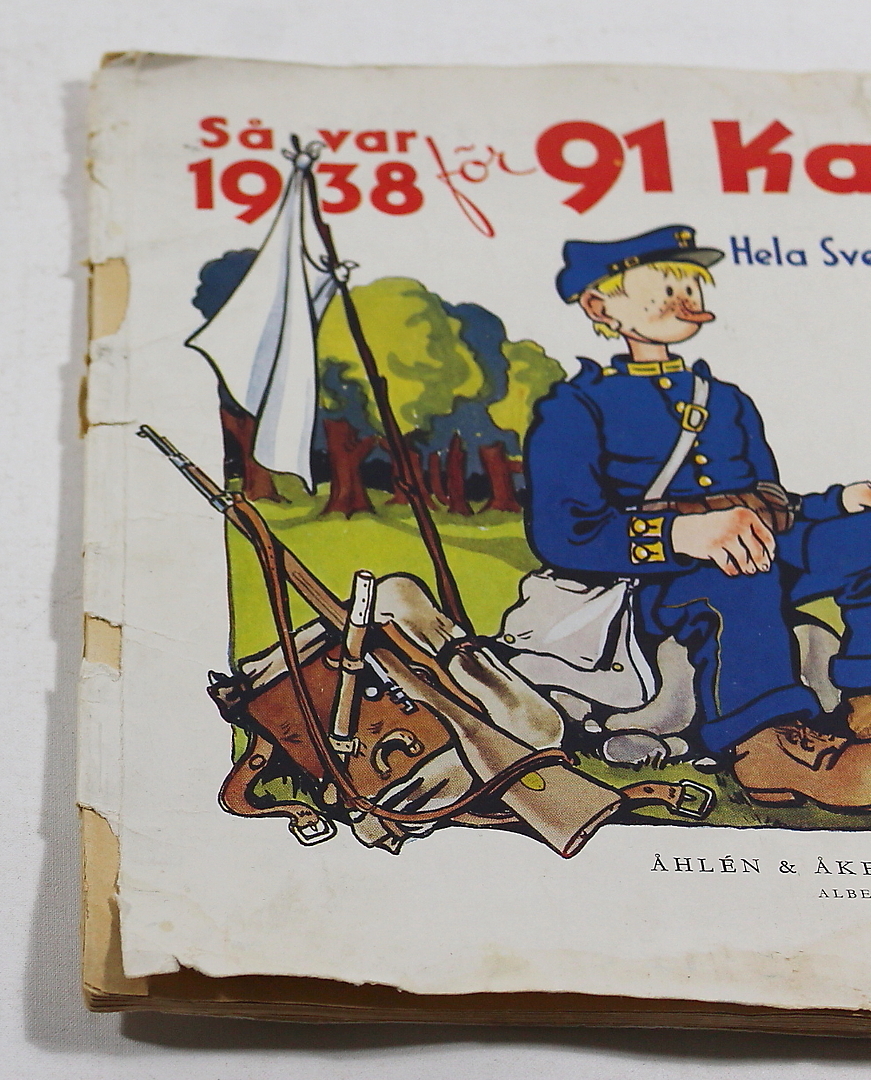 Så var
1938 för 91 Ka
Hela Sve
ÅHLÉN & ÅKE
ALBE